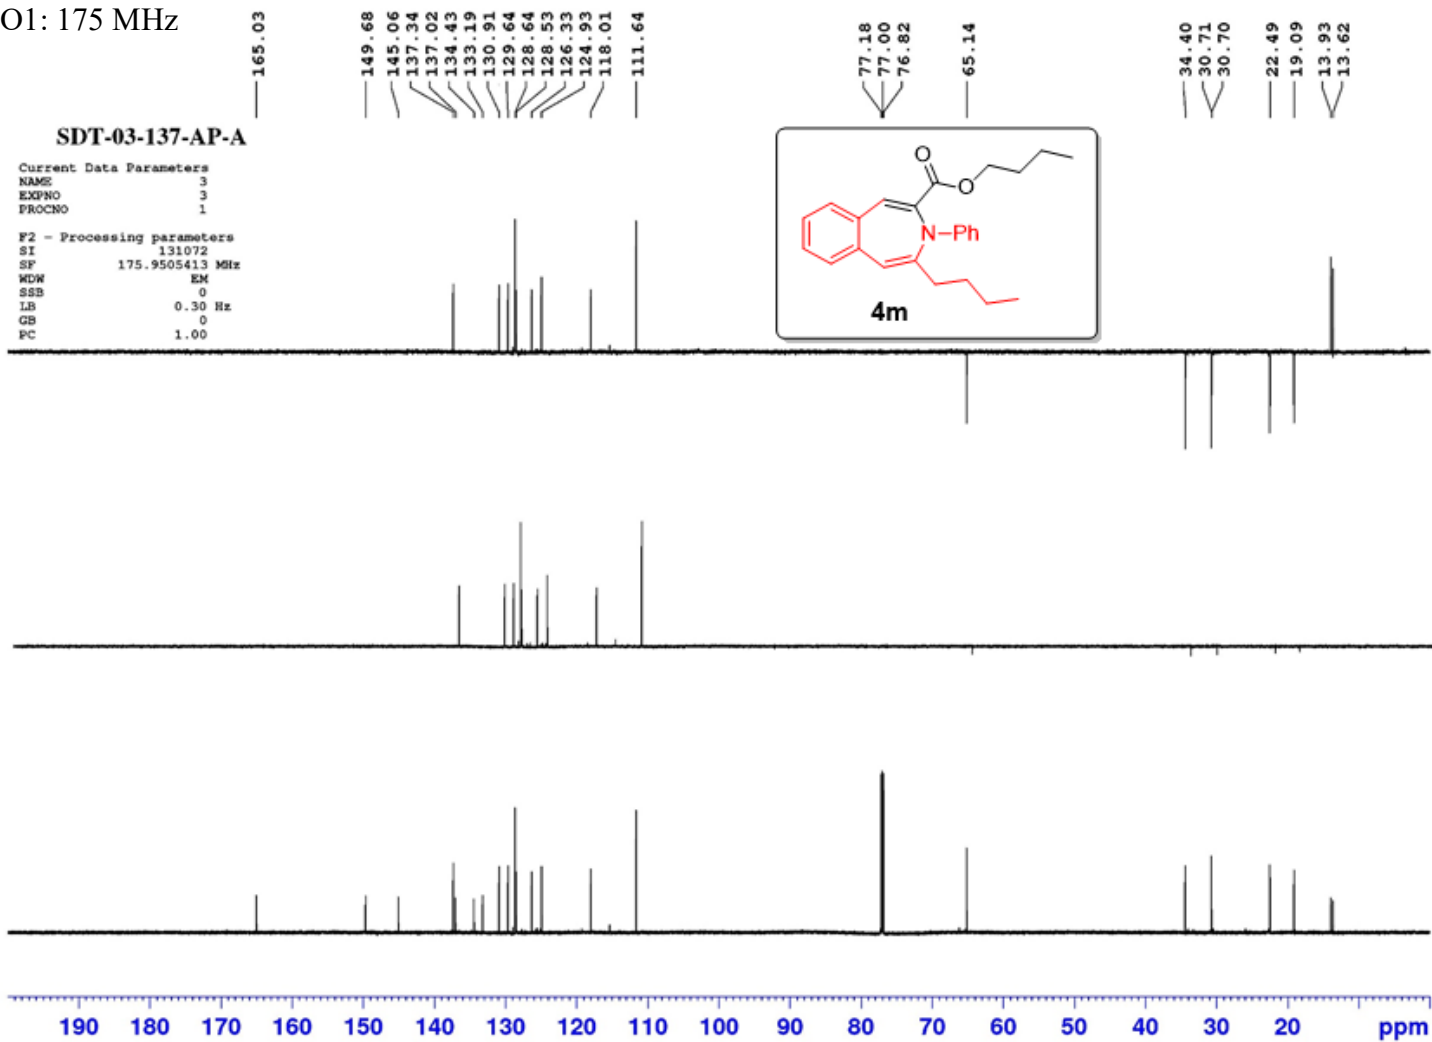 O1: 175 MHz
165.03
149.68
145.06
137.34
137.02
134.43
133.19
130.91
129.64
128.64
128.53
126.33
124.93
118.01
111.64
77.18
77.00
76.82
65.14
34.40
30.71
30.70
22.49
19.09
13.93
13.62
SDT-03-137-AP-A
Current Data Parameters
NAME 3
EXPNO 3
PROCNO 1
F2 - Processing parameters
SI 131072
SF 175.9505413 MHz
WDW EM
SSB 0
LB 0.30 Hz
GB 0
PC 1.00
O
O
N-Ph
4m
190 180 170 160 150 140 130 120 110 100 90 80 70 60 50 40 30 20 ppm